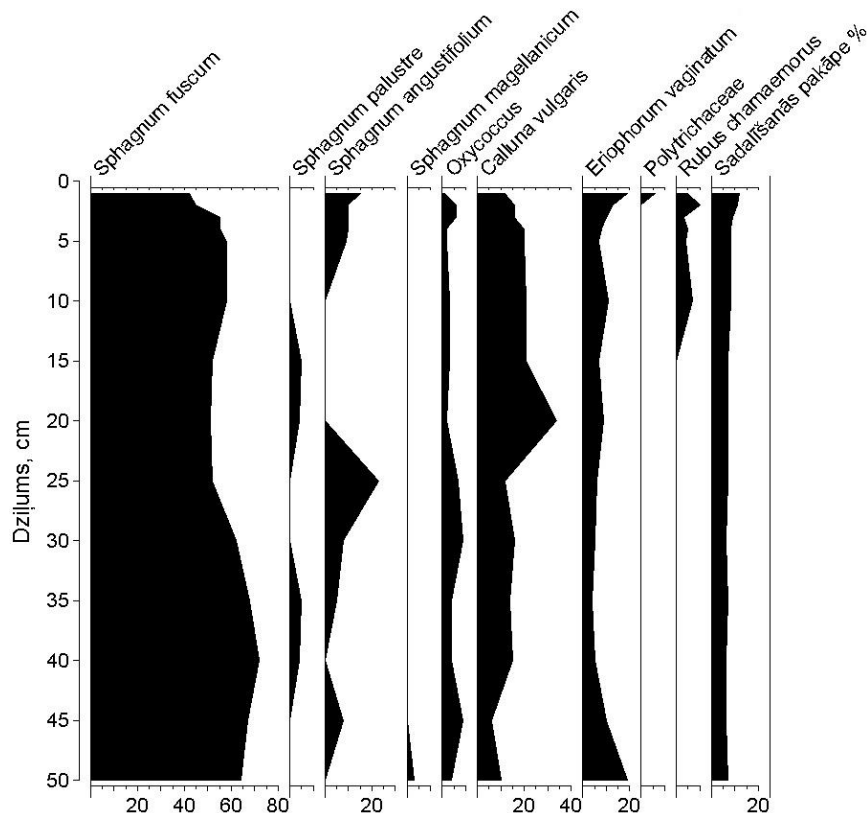 Sphagnum fuscum
Sphagnum palustre
Sphagnum angustifolium
Sphagnum magellanicum
Oxycoccus
Calluna vulgaris
Eriophorum vaginatum
Polytrichaceae
Rubus chamaemorus
Sadalīšanās pakāpe %
Dziļums, cm
0
5
10
15
20
25
30
35
40
45
50
20 40 60 80 20 20 40 20 20